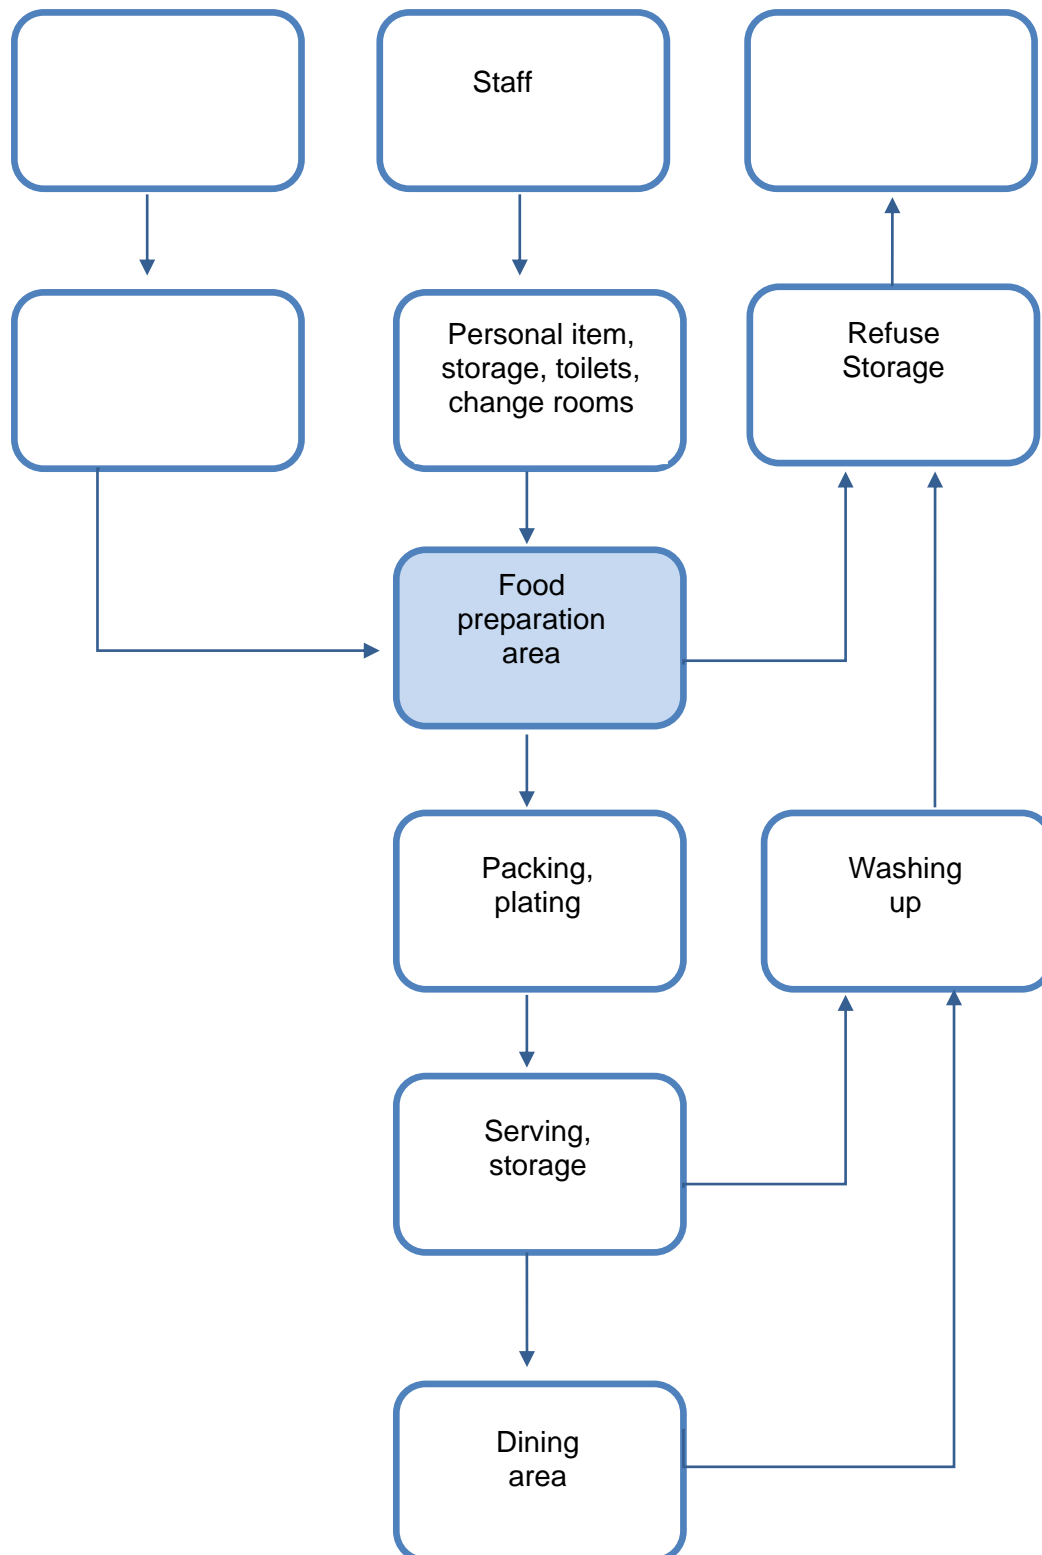 Staff
Personal item,
storage, toilets,
change rooms
Refuse
Storage
Food
preparation
area
Packing,
plating
Washing
up
Serving,
storage
Dining
area